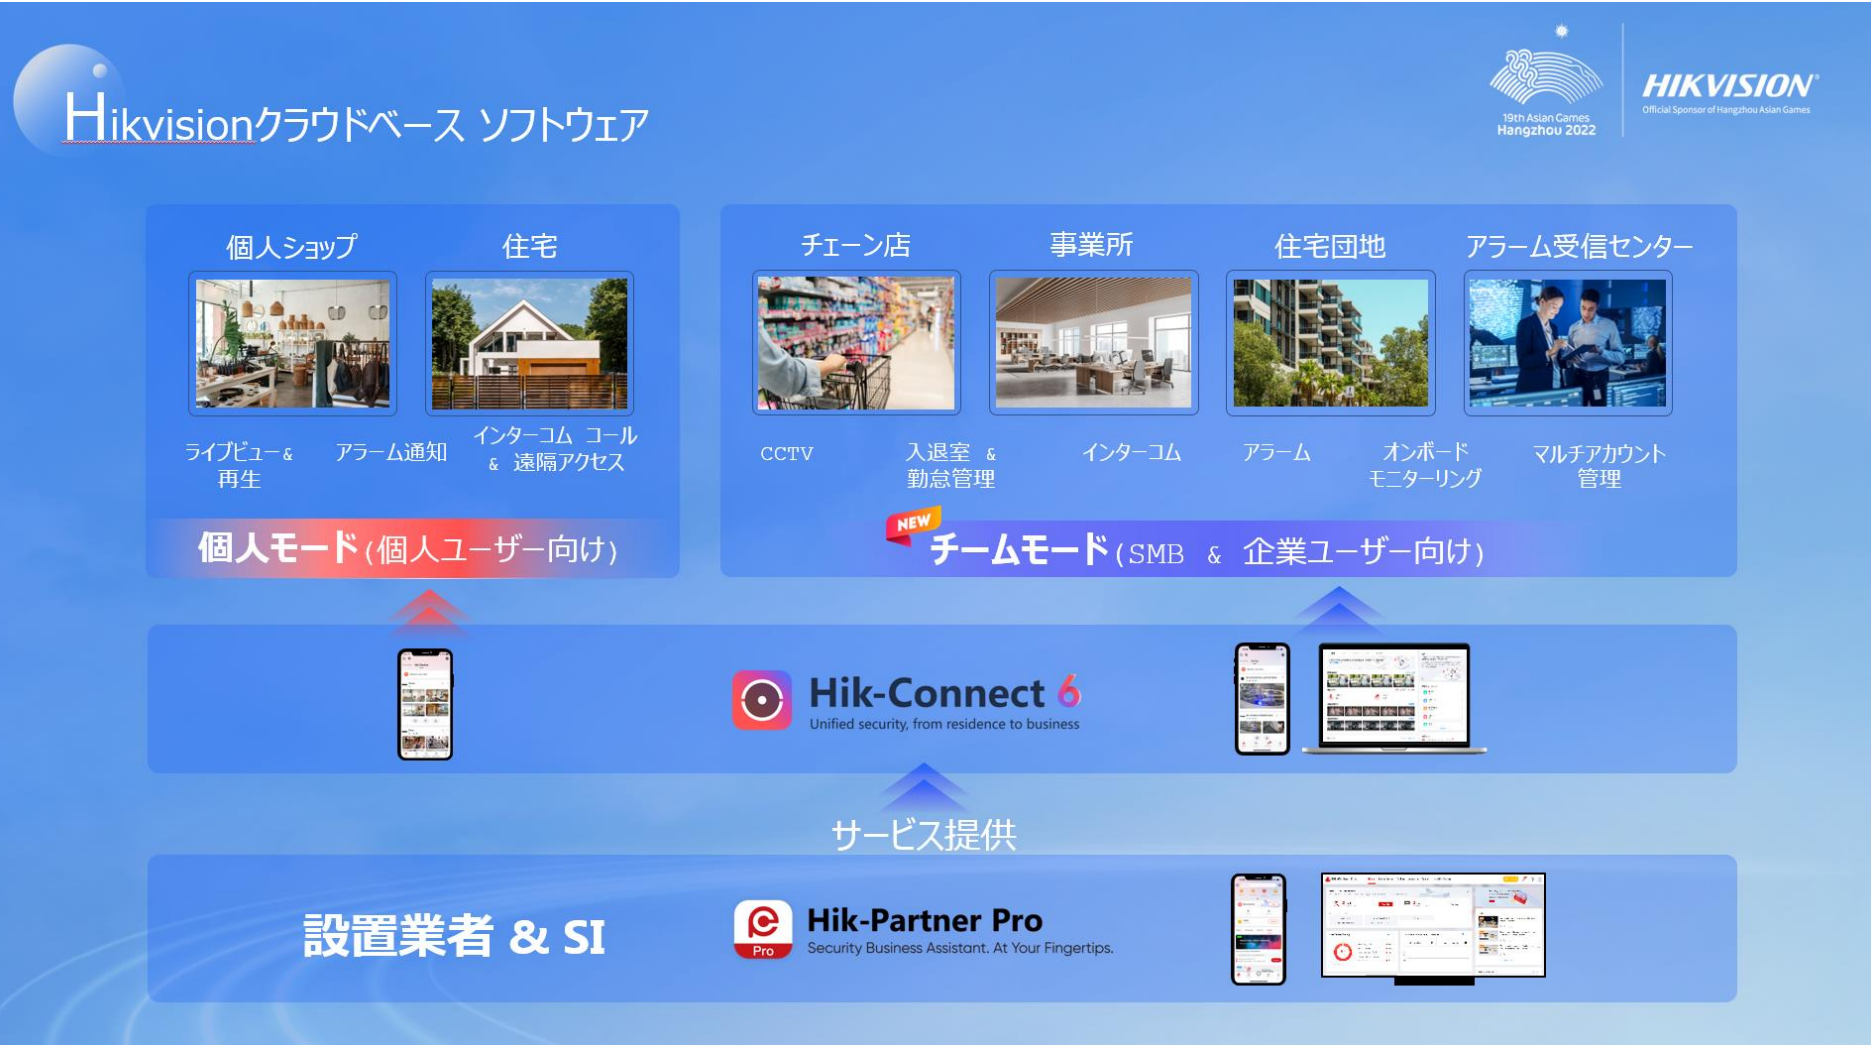 Hikvisionクラウドベース ソフトウェア
19th Asian Games
Hangzhou 2022
HIKVISION®
Official Sponsor of Hangzhou Asian Games
個人ショップ
住宅
ライブビュー&
再生
アラーム通知
インターコム コール
& 遠隔アクセス
個人モード(個人ユーザー向け)
チェーン店
事業所
住宅団地
アラーム受信センター
CCTV
入退室 &
勤怠管理
インターコム
アラーム
オンボード
モニターリング
マルチアカウント
管理
NEW
チームモード(SMB & 企業ユーザー向け)
Hik-Connect 6
Unified security, from residence to business
サービス提供
設置業者 & SI
Pro
Hik-Partner Pro
Security Business Assistant. At Your Fingertips.